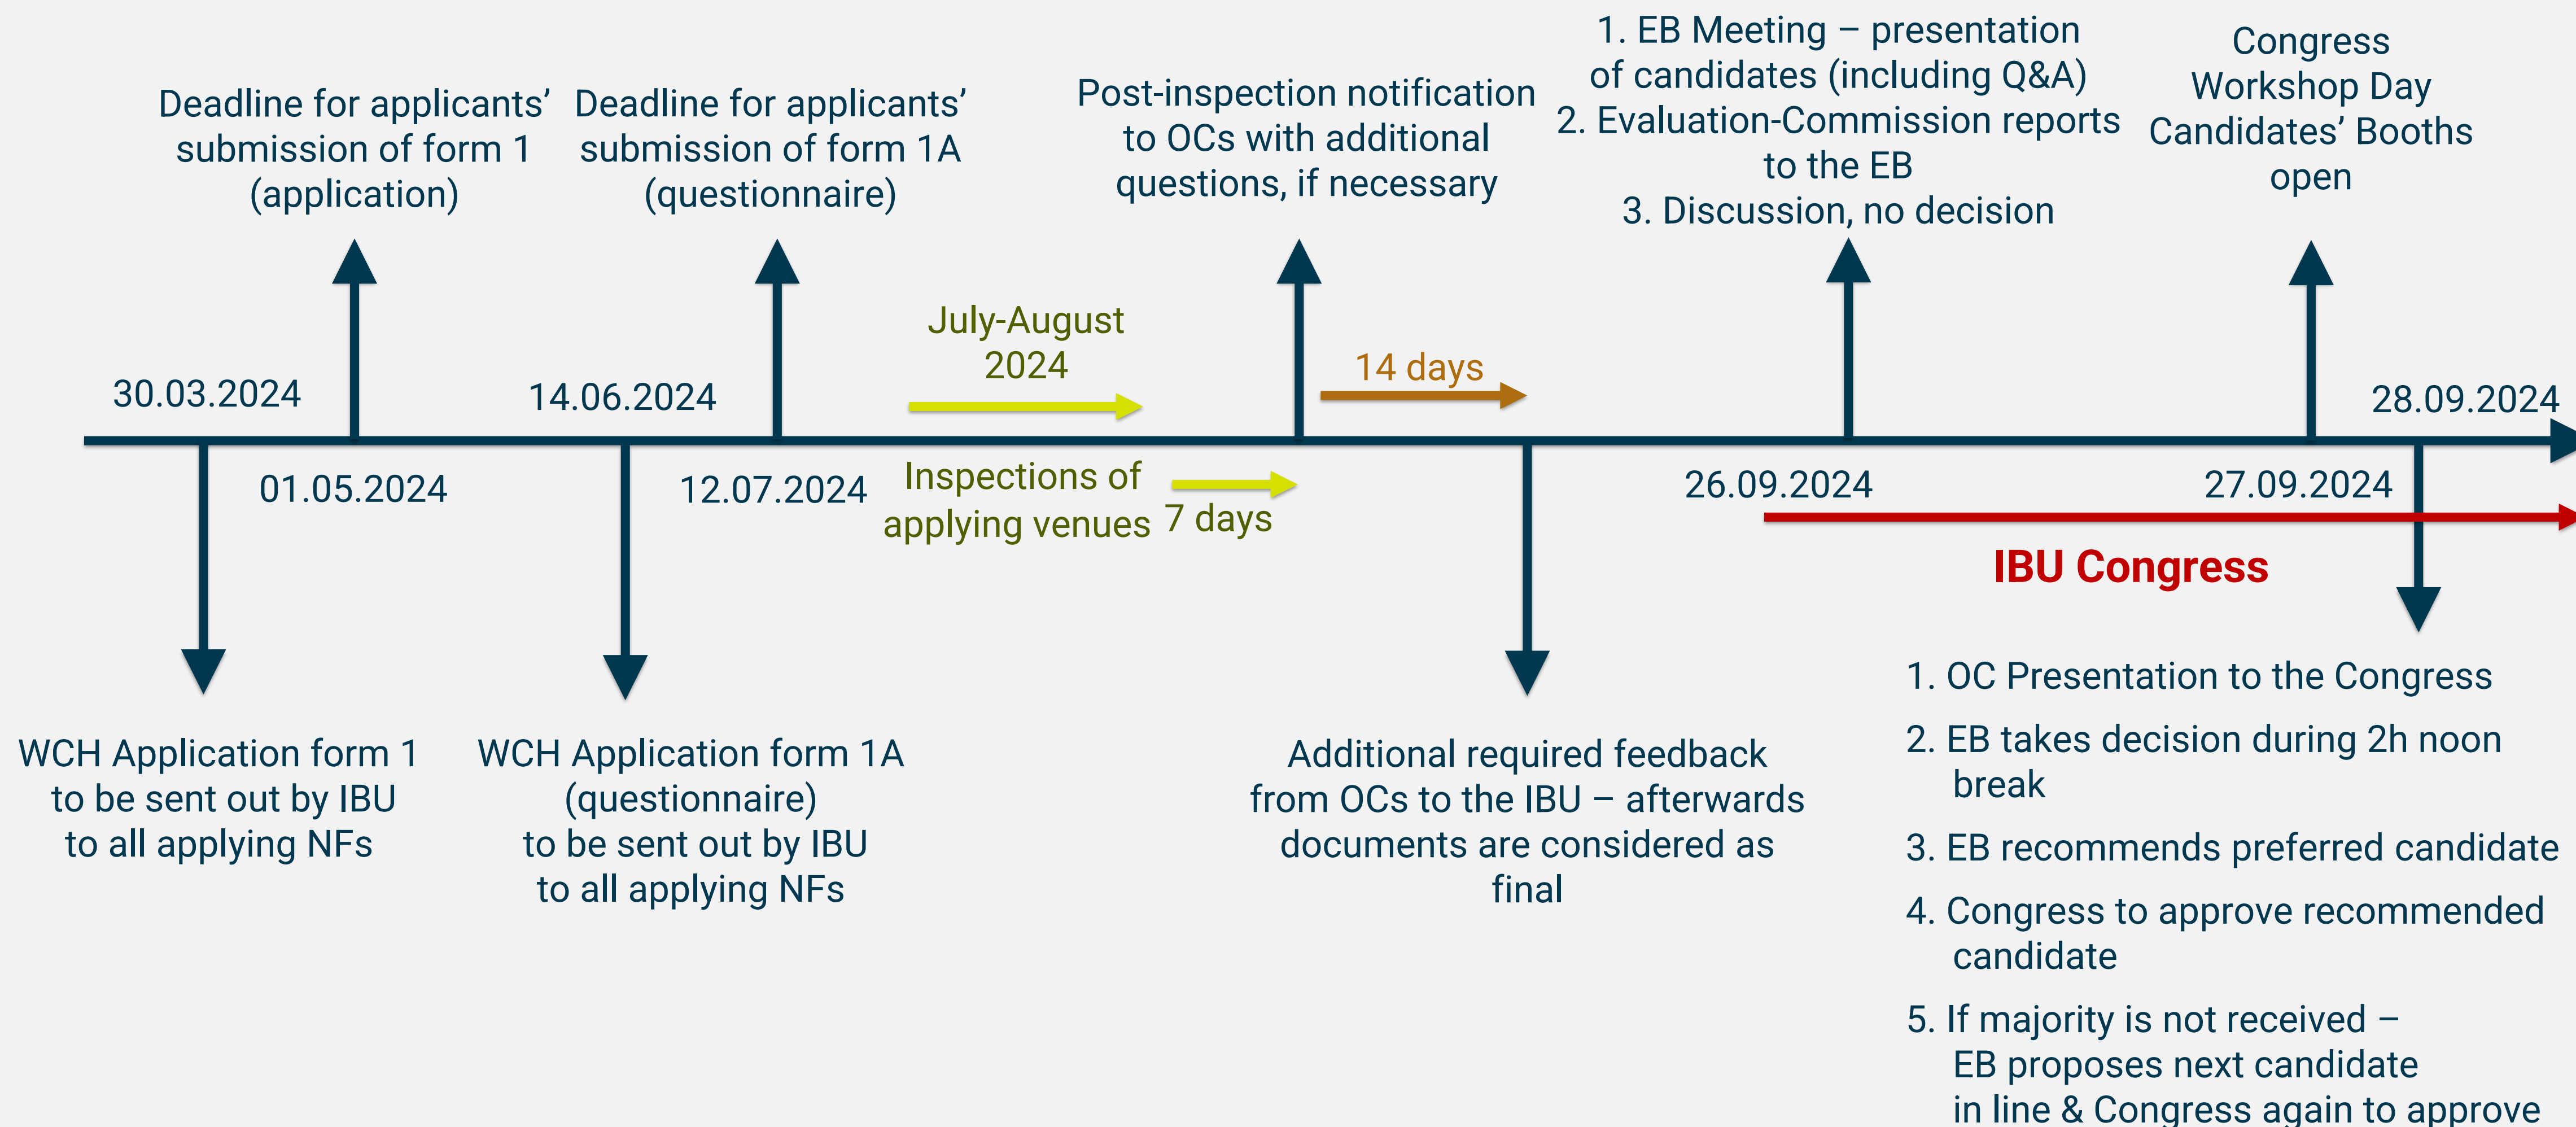 Deadline for applicants’
submission of form 1
(application)
Deadline for applicants’
submission of form 1A
(questionnaire)
Post-inspection notification
to OCs with additional
questions, if necessary
1. EB Meeting – presentation
of candidates (including Q&A)
2. Evaluation-Commission reports
to the EB
3. Discussion, no decision
Congress
Workshop Day
Candidates’ Booths
open
30.03.2024
14.06.2024
July-August
2024
14 days
28.09.2024
01.05.2024
12.07.2024
Inspections of
applying venues
7 days
26.09.2024
27.09.2024
IBU Congress
WCH Application form 1
to be sent out by IBU
to all applying NFs
WCH Application form 1A
(questionnaire)
to be sent out by IBU
to all applying NFs
Additional required feedback
from OCs to the IBU – afterwards
documents are considered as
final
1. OC Presentation to the Congress
2. EB takes decision during 2h noon
break
3. EB recommends preferred candidate
4. Congress to approve recommended
candidate
5. If majority is not received –
EB proposes next candidate
in line & Congress again to approve